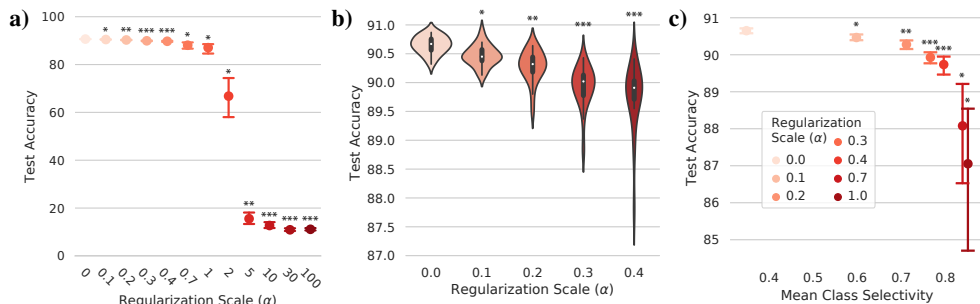 a)
Test Accuracy
100
80
60
40
20
0
* ** *** *** * * * ** *** *** ***
0 0.1 0.2 0.3 0.4 0.7 1 2 5 10 30 100
Regularization Scale (α)
b)
Test Accuracy
91.0
90.5
90.0
89.5
89.0
88.5
88.0
87.5
87.0
* ** *** ***
0.0 0.1 0.2 0.3 0.4
Regularization Scale (α)
c)
Test Accuracy
91
90
89
88
87
86
85
* ** *** *** * *
Regularization
Scale (α)
0.0
0.1
0.2
0.3
0.4
0.7
1.0
0.4 0.5 0.6 0.7 0.8
Mean Class Selectivity